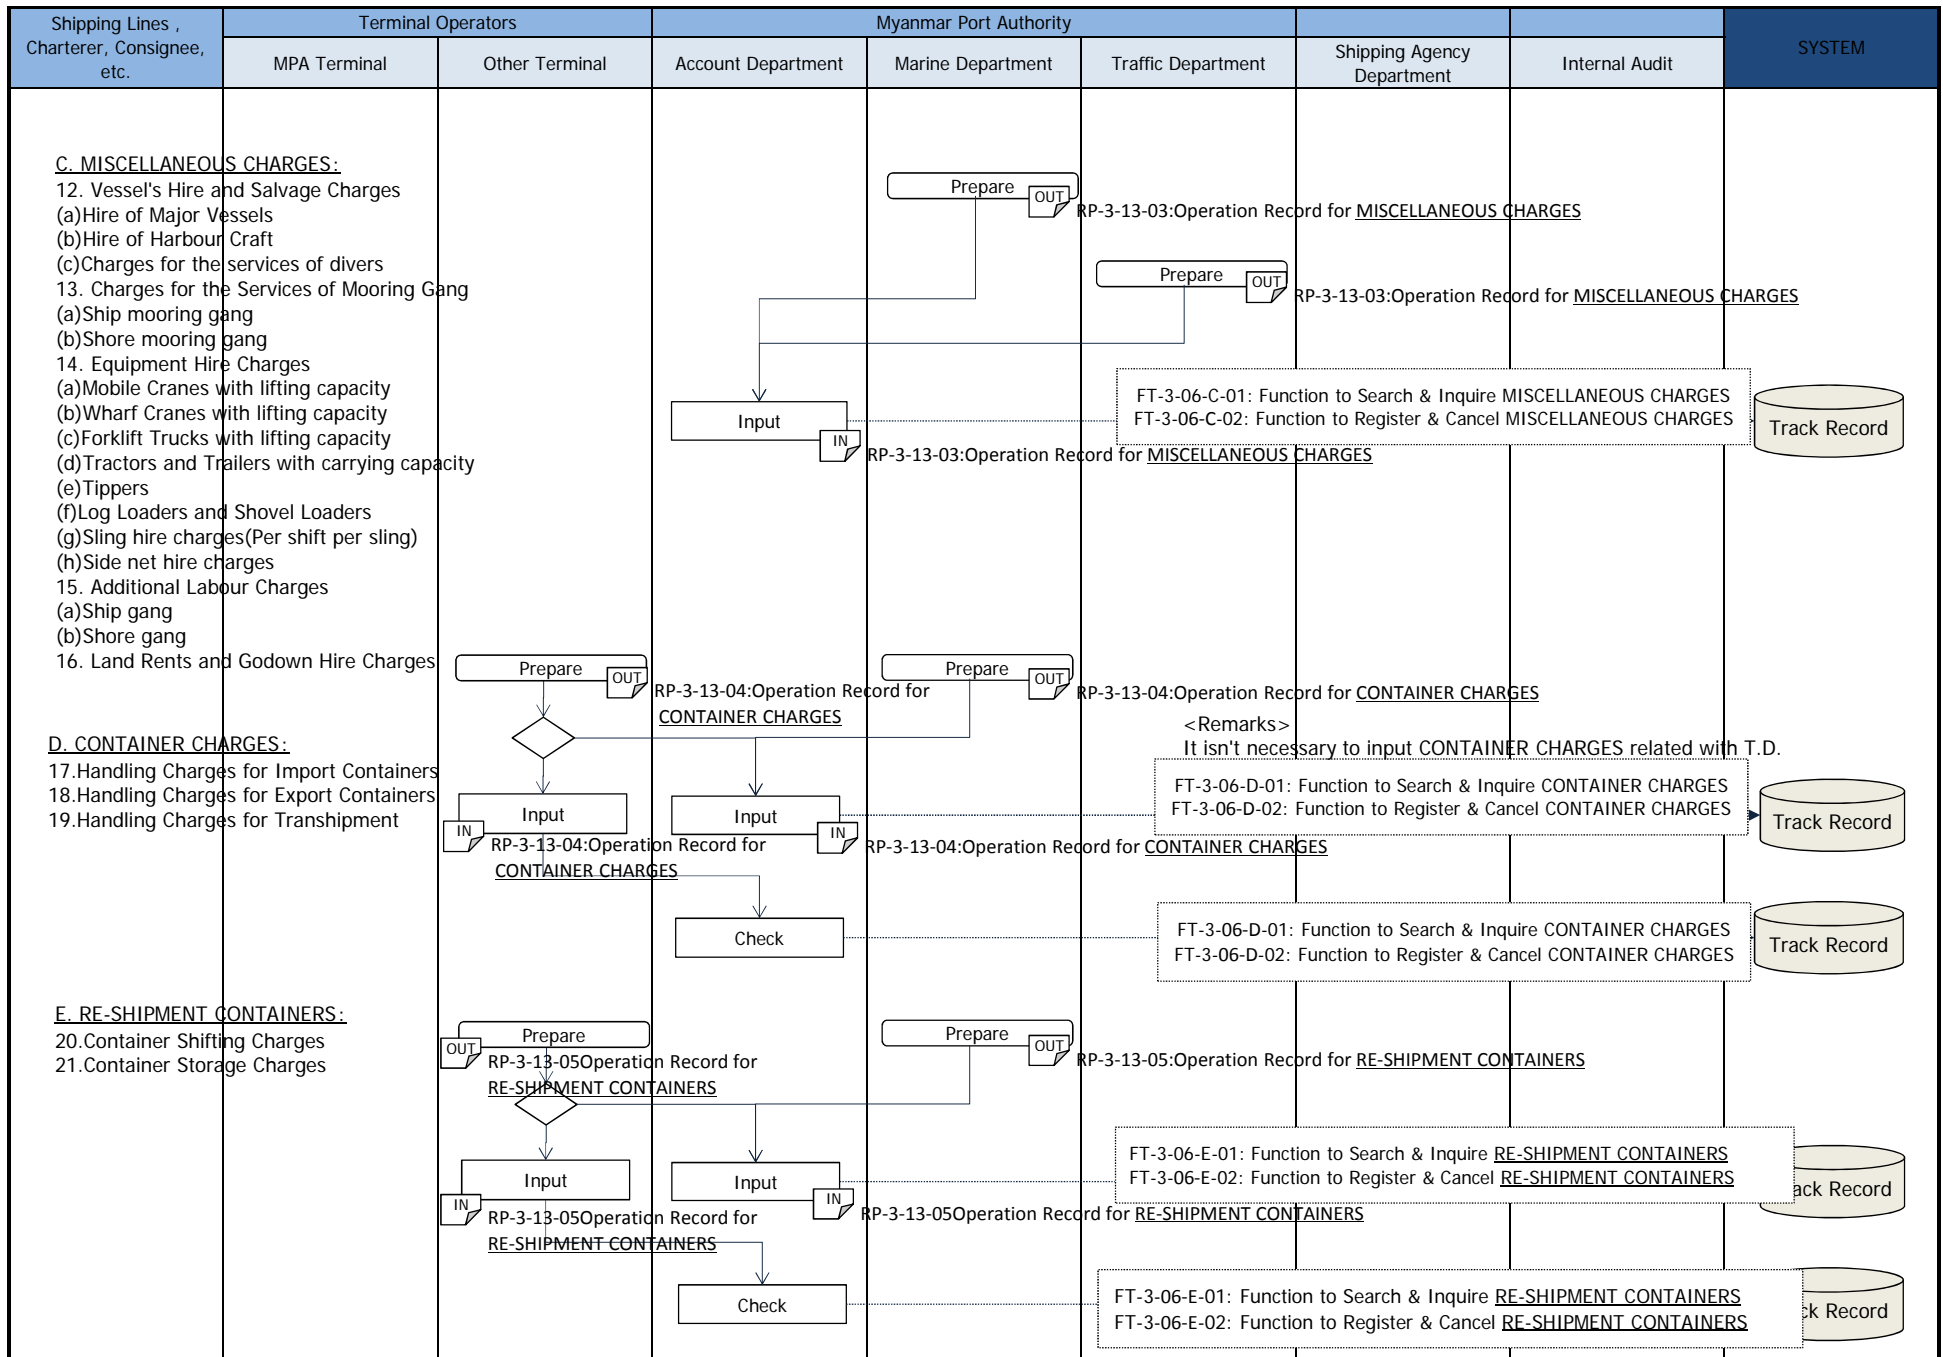 Shipping Lines ,
Charterer, Consignee,
etc.
Terminal Operators
Myanmar Port Authority
SYSTEM
MPA Terminal
Other Terminal
Account Department
Marine Department
Traffic Department
Shipping Agency
Department
Internal Audit
C. MISCELLANEOUS CHARGES:
12. Vessel's Hire and Salvage Charges
(a)Hire of Major Vessels
(b)Hire of Harbour Craft
(c)Charges for the services of divers
13. Charges for the Services of Mooring Gang
(a)Ship mooring gang
(b)Shore mooring gang
14. Equipment Hire Charges
(a)Mobile Cranes with lifting capacity
(b)Wharf Cranes with lifting capacity
(c)Forklift Trucks with lifting capacity
(d)Tractors and Trailers with carrying capacity
(e)Tippers
(f)Log Loaders and Shovel Loaders
(g)Sling hire charges(Per shift per sling)
(h)Side net hire charges
15. Additional Labour Charges
(a)Ship gang
(b)Shore gang
16. Land Rents and Godown Hire Charges
Prepare
OUT
RP-3-13-03:Operation Record for MISCELLANEOUS CHARGES
Prepare
OUT
RP-3-13-03:Operation Record for MISCELLANEOUS CHARGES
Input
IN
RP-3-13-03:Operation Record for MISCELLANEOUS CHARGES
FT-3-06-C-01: Function to Search & Inquire MISCELLANEOUS CHARGES
FT-3-06-C-02: Function to Register & Cancel MISCELLANEOUS CHARGES
Track Record
D. CONTAINER CHARGES:
17.Handling Charges for Import Containers
18.Handling Charges for Export Containers
19.Handling Charges for Transhipment
Prepare
OUT
RP-3-13-04:Operation Record for
CONTAINER CHARGES
Prepare
OUT
RP-3-13-04:Operation Record for CONTAINER CHARGES
<Remarks>
It isn't necessary to input CONTAINER CHARGES related with T.D.
Input
IN
RP-3-13-04:Operation Record for
CONTAINER CHARGES
Input
IN
RP-3-13-04:Operation Record for CONTAINER CHARGES
FT-3-06-D-01: Function to Search & Inquire CONTAINER CHARGES
FT-3-06-D-02: Function to Register & Cancel CONTAINER CHARGES
Track Record
Check
FT-3-06-D-01: Function to Search & Inquire CONTAINER CHARGES
FT-3-06-D-02: Function to Register & Cancel CONTAINER CHARGES
Track Record
E. RE-SHIPMENT CONTAINERS:
20.Container Shifting Charges
21.Container Storage Charges
Prepare
OUT
RP-3-13-05Operation Record for
RE-SHIPMENT CONTAINERS
Prepare
OUT
RP-3-13-05:Operation Record for RE-SHIPMENT CONTAINERS
Input
IN
RP-3-13-05Operation Record for
RE-SHIPMENT CONTAINERS
Input
IN
RP-3-13-05Operation Record for RE-SHIPMENT CONTAINERS
FT-3-06-E-01: Function to Search & Inquire RE-SHIPMENT CONTAINERS
FT-3-06-E-02: Function to Register & Cancel RE-SHIPMENT CONTAINERS
ack Record
Check
FT-3-06-E-01: Function to Search & Inquire RE-SHIPMENT CONTAINERS
FT-3-06-E-02: Function to Register & Cancel RE-SHIPMENT CONTAINERS
ck Record